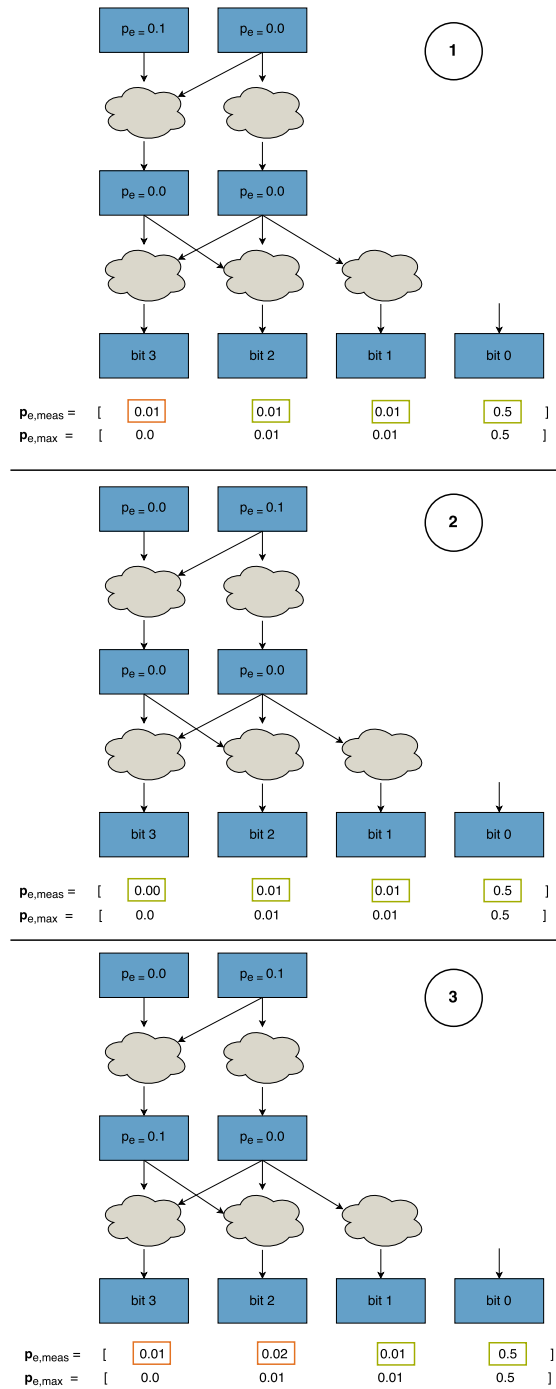 pe = 0.1 pe = 0.0
1
pe = 0.0 pe = 0.0
bit 3 bit 2 bit 1 bit 0
pe,meas = [ 0.01 0.01 0.01 0.5 ]
pe,max = [ 0.0 0.01 0.01 0.5 ]
pe = 0.0 pe = 0.1
2
pe = 0.0 pe = 0.0
bit 3 bit 2 bit 1 bit 0
pe,meas = [ 0.00 0.01 0.01 0.5 ]
pe,max = [ 0.0 0.01 0.01 0.5 ]
pe = 0.0 pe = 0.1
3
pe = 0.1 pe = 0.0
bit 3 bit 2 bit 1 bit 0
pe,meas = [ 0.01 0.02 0.01 0.5 ]
pe,max = [ 0.0 0.01 0.01 0.5 ]